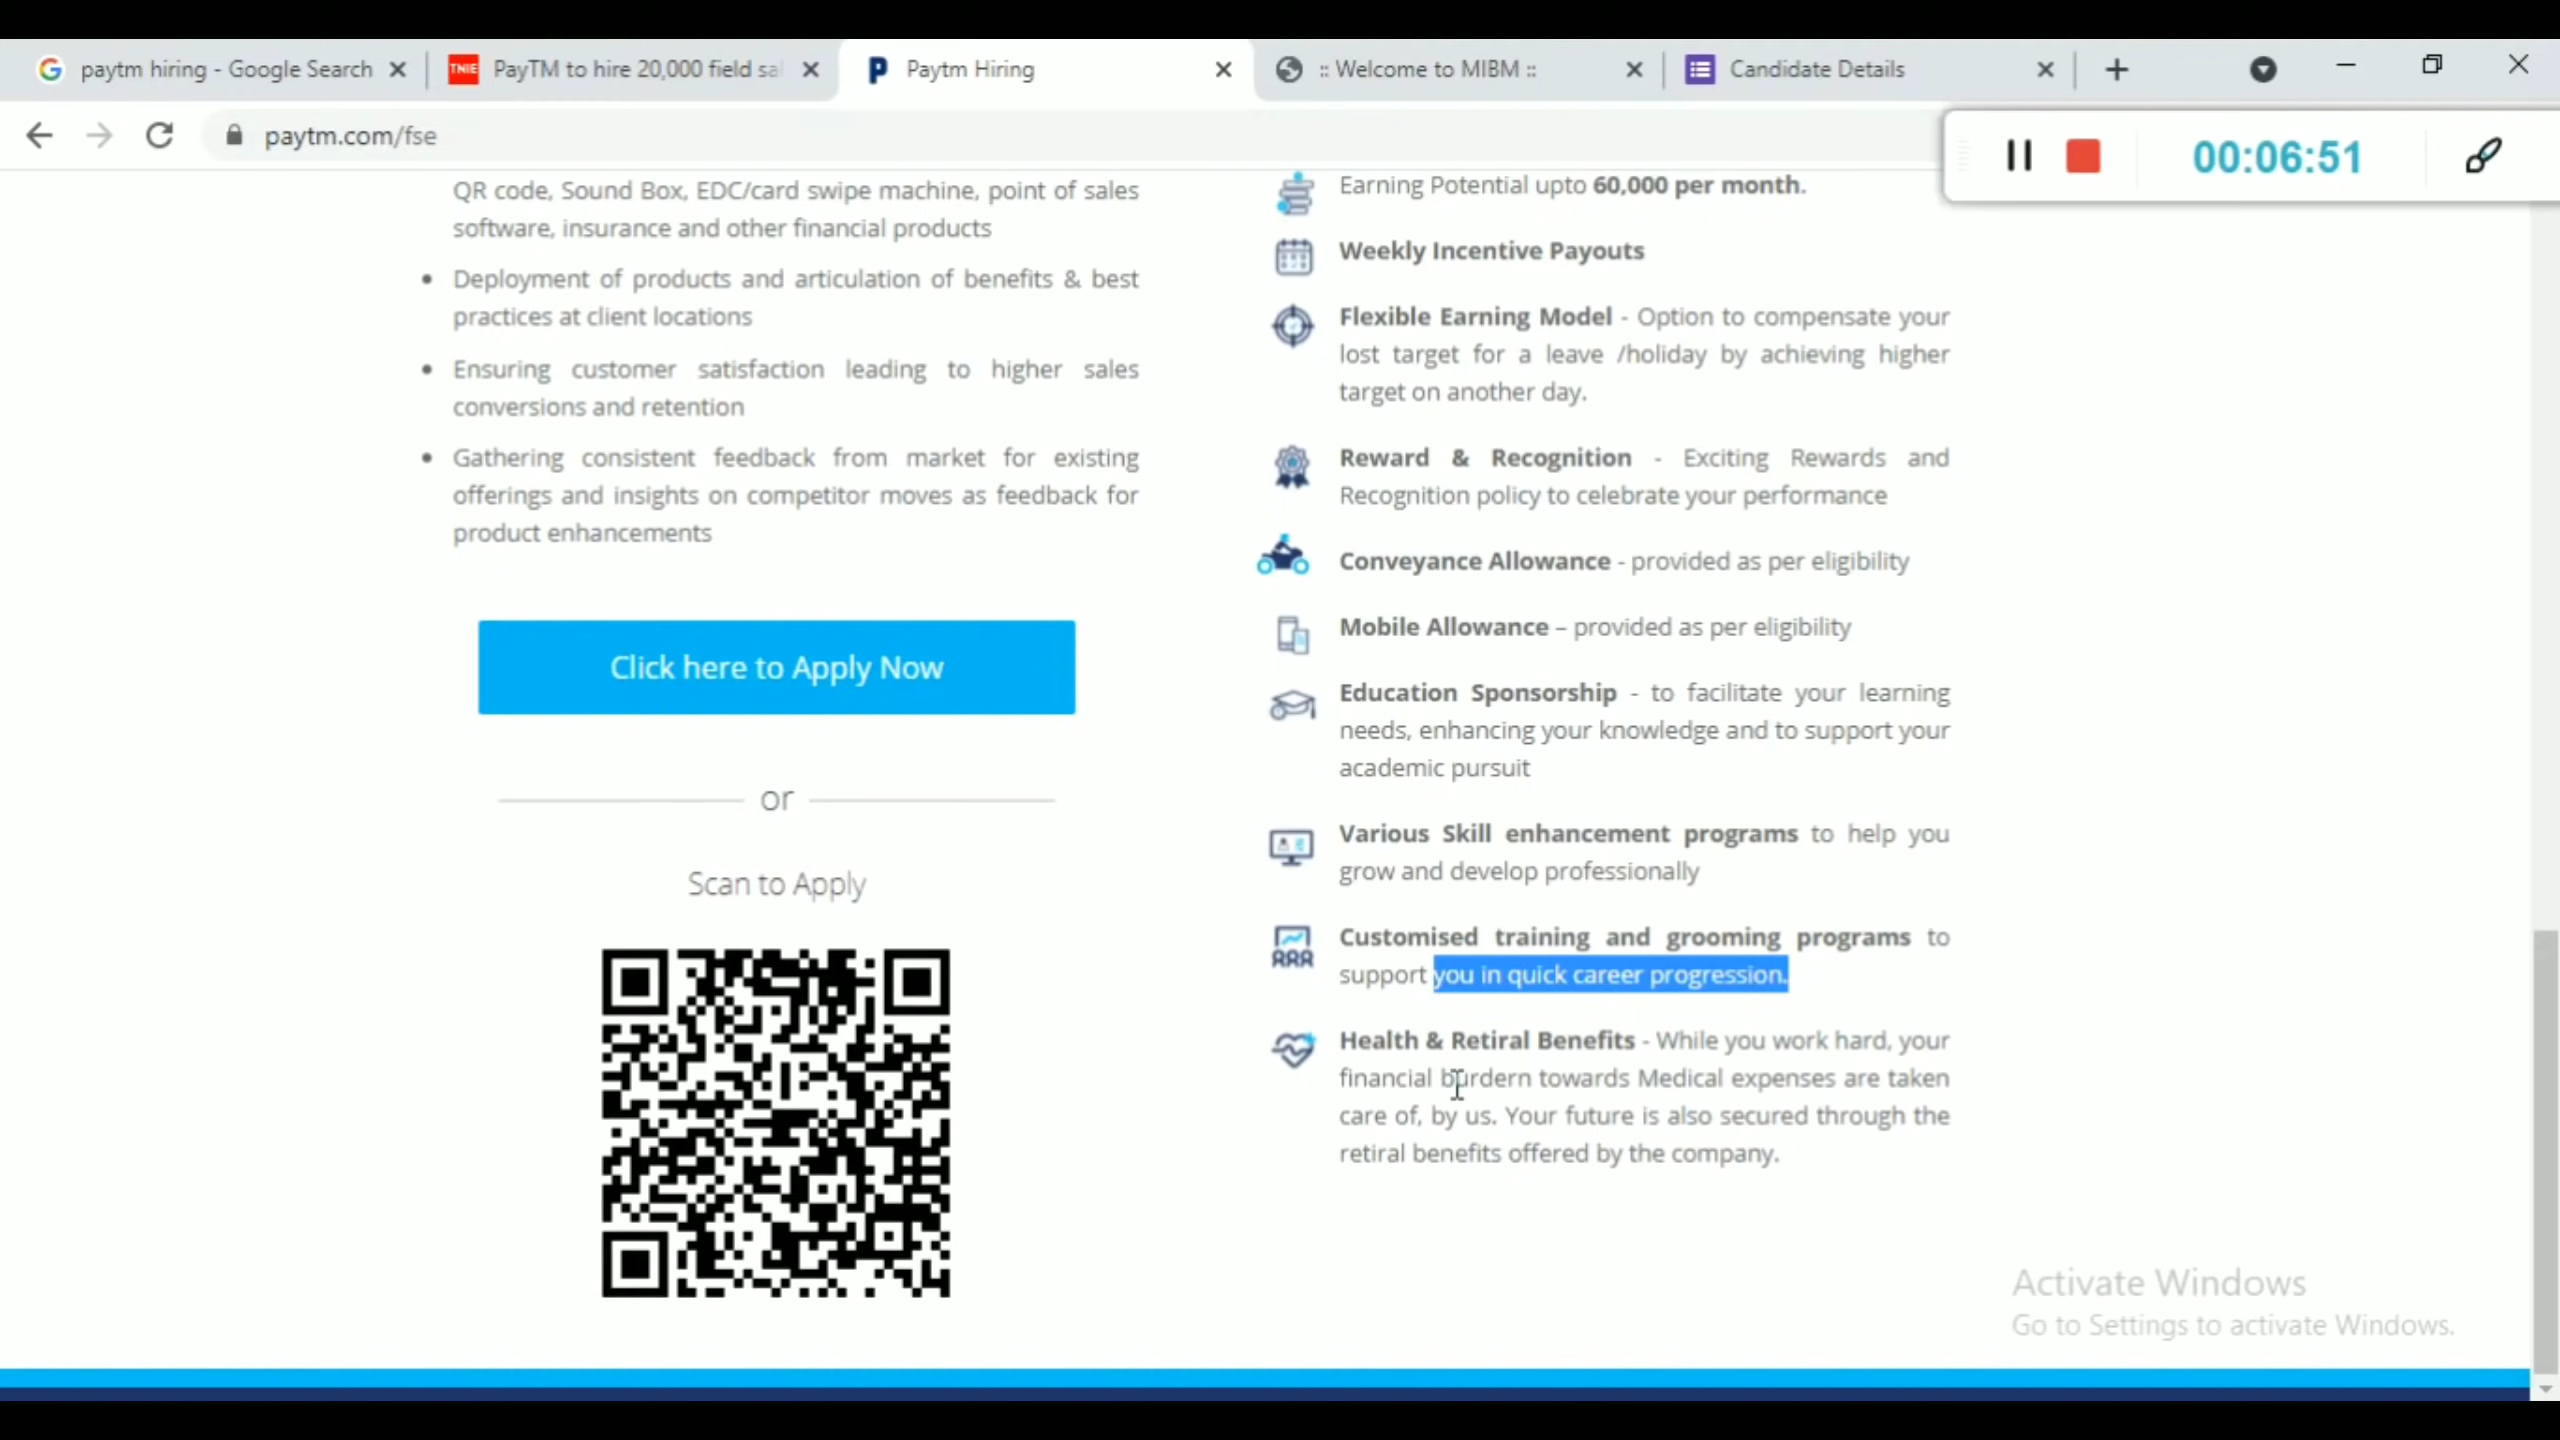 paytm hiring - Google Search
TNIE
PayTM to hire 20,000 field sa
Paytm Hiring
:: Welcome to MIBM ::
Candidate Details
paytm.com/fse
00:06:51
QR code, Sound Box, EDC/card swipe machine, point of sales
software, insurance and other financial products
• Deployment of products and articulation of benefits & best
practices at client locations
• Ensuring customer satisfaction leading to higher sales
conversions and retention
• Gathering consistent feedback from market for existing
offerings and insights on competitor moves as feedback for
product enhancements
Click here to Apply Now
or
Scan to Apply
Earning Potential upto 60,000 per month.
Weekly Incentive Payouts
Flexible Earning Model - Option to compensate your
lost target for a leave /holiday by achieving higher
target on another day.
Reward & Recognition - Exciting Rewards and
Recognition policy to celebrate your performance
Conveyance Allowance - provided as per eligibility
Mobile Allowance – provided as per eligibility
Education Sponsorship - to facilitate your learning
needs, enhancing your knowledge and to support your
academic pursuit
Various Skill enhancement programs to help you
grow and develop professionally
Customised training and grooming programs to
support you in quick career progression.
Health & Retiral Benefits - While you work hard, your
financial burdern towards Medical expenses are taken
care of, by us. Your future is also secured through the
retiral benefits offered by the company.
Activate Windows
Go to Settings to activate Windows.